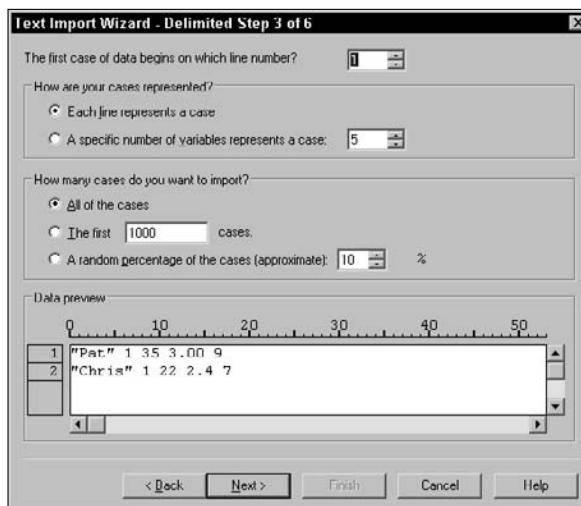 Text Import Wizard - Delimited Step 3 of 6
The first case of data begins on which line number? 1
How are your cases represented?
Each line represents a case
A specific number of variables represents a case: 5
How many cases do you want to import?
All of the cases
The first 1000 cases.
A random percentage of the cases (approximate): 10 %
Data preview
0 10 20 30 40 50
1 "Pat" 1 35 3.00 9
2 "Chris" 1 22 2.4 7
< Back Next > Finish Cancel Help